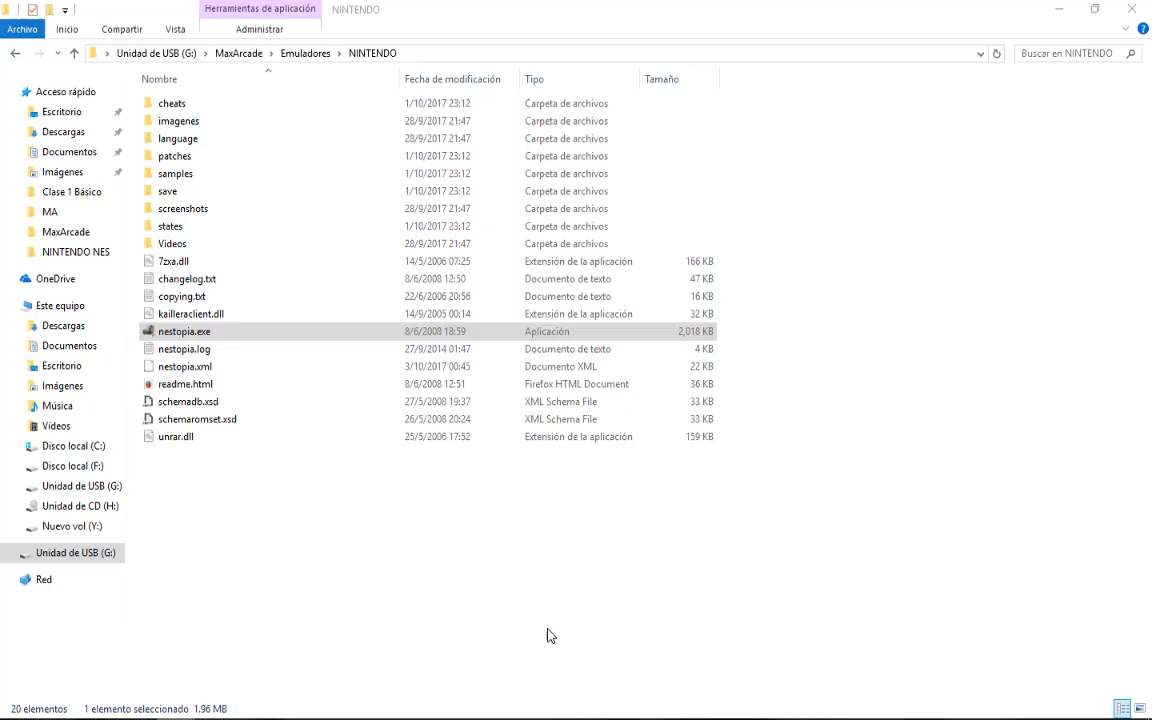 Herramientas de aplicación NINTENDO
Archivo Inicio Compartir Vista Administrar
Unidad de USB (G:) MaxArcade Emuladores NINTENDO Buscar en NINTENDO
Nombre Fecha de modificación Tipo Tamaño
Acceso rápido
Escritorio
Descargas
Documentos
Imágenes
Clase 1 Básico
MA
MaxArcade
NINTENDO NES
OneDrive
Este equipo
Descargas
Documentos
Escritorio
Imágenes
Música
Vídeos
Disco local (C:)
Disco local (F:)
Unidad de USB (G:)
Unidad de CD (H:)
Nuevo vol (Y:)
Unidad de USB (G:)
Red
cheats 1/10/2017 23:12 Carpeta de archivos
imagenes 28/9/2017 21:47 Carpeta de archivos
language 28/9/2017 21:47 Carpeta de archivos
patches 1/10/2017 23:12 Carpeta de archivos
samples 1/10/2017 23:12 Carpeta de archivos
save 1/10/2017 23:12 Carpeta de archivos
screenshots 28/9/2017 21:47 Carpeta de archivos
states 1/10/2017 23:12 Carpeta de archivos
Videos 28/9/2017 21:47 Carpeta de archivos
7zxa.dll 14/5/2006 07:25 Extensión de la aplicación 166 KB
changelog.txt 8/6/2008 12:50 Documento de texto 47 KB
copying.txt 22/6/2006 20:56 Documento de texto 16 KB
kailleraclient.dll 14/9/2005 00:14 Extensión de la aplicación 32 KB
nestopia.exe 8/6/2008 18:59 Aplicación 2,018 KB
nestopia.log 27/9/2014 01:47 Documento de texto 4 KB
nestopia.xml 3/10/2017 00:45 Documento XML 22 KB
readme.html 8/6/2008 12:51 Firefox HTML Document 36 KB
schemadb.xsd 27/5/2008 19:37 XML Schema File 33 KB
schemaromset.xsd 26/5/2008 20:24 XML Schema File 33 KB
unrar.dll 25/5/2006 17:52 Extensión de la aplicación 159 KB
20 elementos 1 elemento seleccionado 1.96 MB